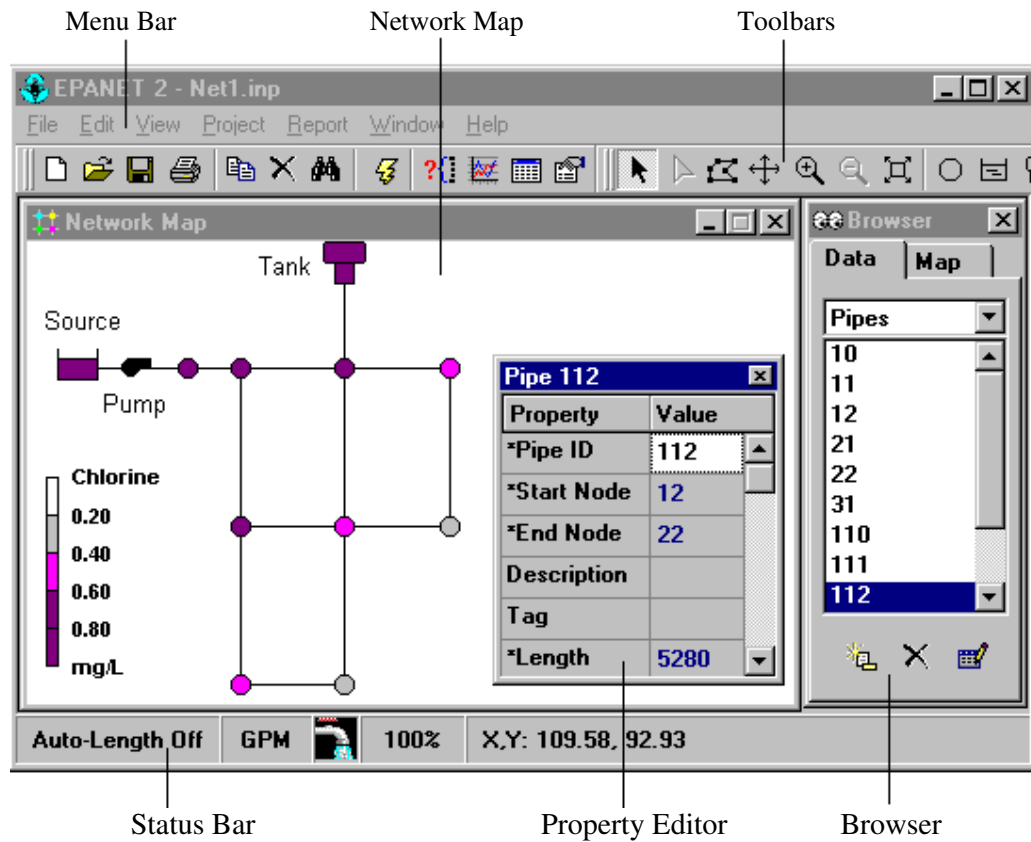 Menu Bar Network Map Toolbars
EPANET 2 - Net1.inp
File Edit View Project Report Window Help
Network Map
Browser
Data Map
Pipes
10
11
12
21
22
31
110
111
112
Tank
Source
Pump
Chlorine
0.20
0.40
0.60
0.80
mg/L
Pipe 112
Property Value
*Pipe ID 112
*Start Node 12
*End Node 22
Description
Tag
*Length 5280
Auto-Length Off GPM 100% X,Y: 109.58, 92.93
Status Bar Property Editor Browser